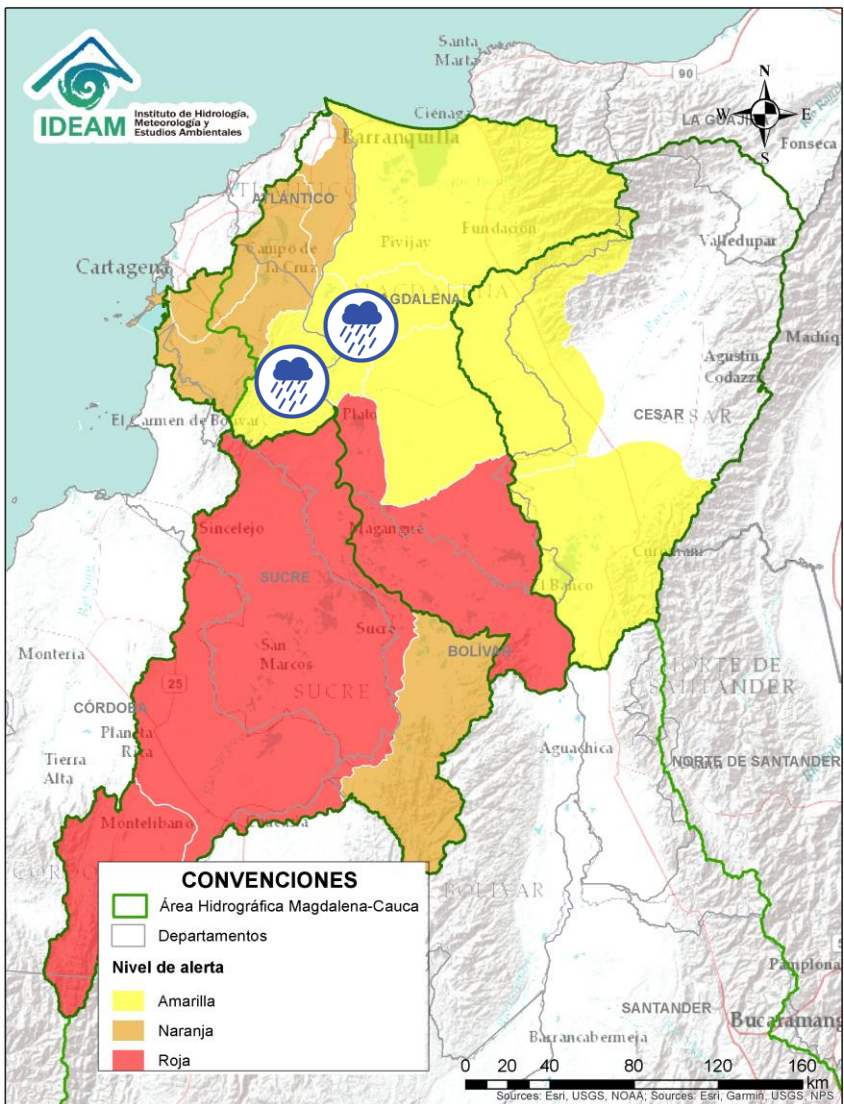 IDEAM
Instituto de Hidrología,
Meteorología y
Estudios Ambientales
Santa
Marta
90
N
W
E
S
LA GUAJI
Ciénaga
Fonseca
Barranquilla
ATLÁNTICO
Pivijay
Fundación
Valledupar
Cartagena
Campo de
la Cruz
MAGDALENA
AGDALENA
Machiq
Agustín
Codazzi
CESAR
CESAR
El Carmen de Bolívar
Plato
Sincelejo
Magangué
SUCRE
El Banco
Sucre
BOLÍVAR
Montería
San
Marcos
SUCRE
NORTE DE
SANTANDER
25
CÓRDOBA
Planeta
Rica
Aguachica
Tierra
Alta
NORTE DE SANTANDER
Montelíbano
BOLÍVAR
CONVENCIONES
Área Hidrográfica Magdalena-Cauca
Departamentos
Nivel de alerta
Amarilla
Naranja
Roja
Pamplona
SANTANDER
Bucaramang
Barrancabermeja
0 20 40 80 120 160
km
Sources: Esri, USGS, NOAA; Sources: Esri, Garmin, USGS, NPS